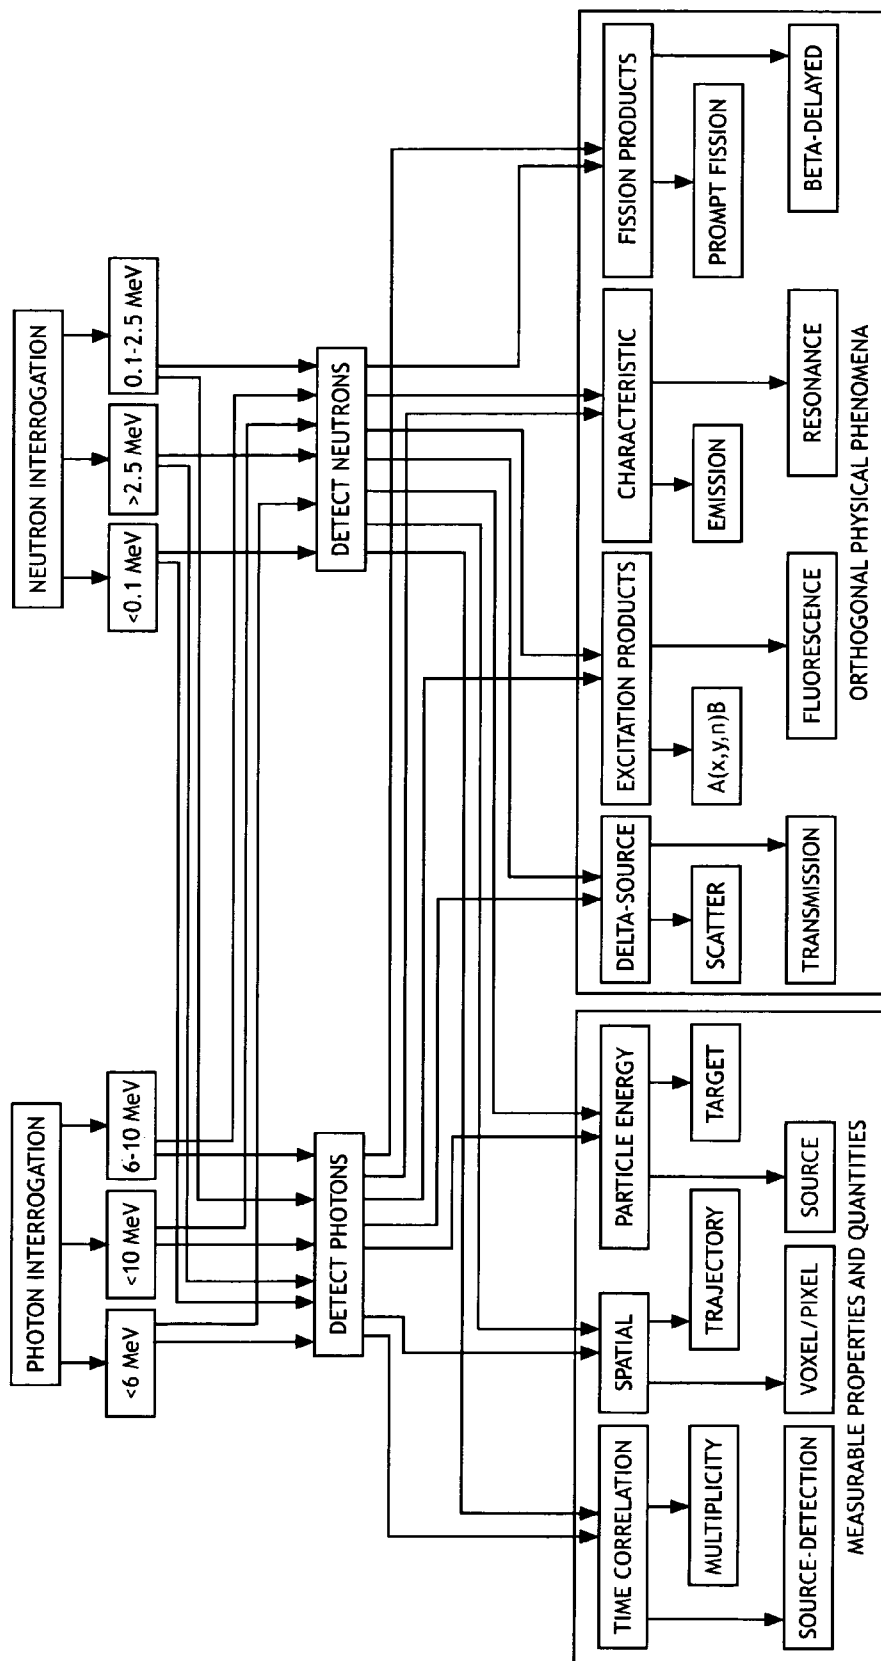 PHOTON INTERROGATION
NEUTRON INTERROGATION
<6 MeV
<10 MeV
6-10 MeV
<0.1 MeV
>2.5 MeV
0.1-2.5 MeV
DETECT PHOTONS
DETECT NEUTRONS
TIME CORRELATION
SPATIAL
PARTICLE ENERGY
DELTA-SOURCE
EXCITATION PRODUCTS
CHARACTERISTIC
FISSION PRODUCTS
MULTIPLICITY
TRAJECTORY
TARGET
SCATTER
A(x,y,n)B
EMISSION
PROMPT FISSION
SOURCE-DETECTION
VOXEL/PIXEL
SOURCE
TRANSMISSION
FLUORESCENCE
RESONANCE
BETA-DELAYED
MEASURABLE PROPERTIES AND QUANTITIES
ORTHOGONAL PHYSICAL PHENOMENA